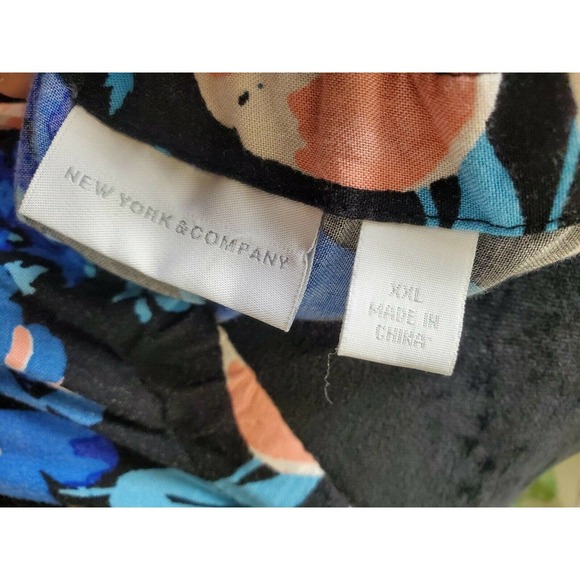 NEW YORK & COMPANY
XXL
MADE IN
CHINA